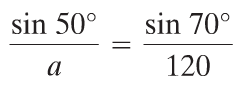 sin 50° / a = sin 70° / 120